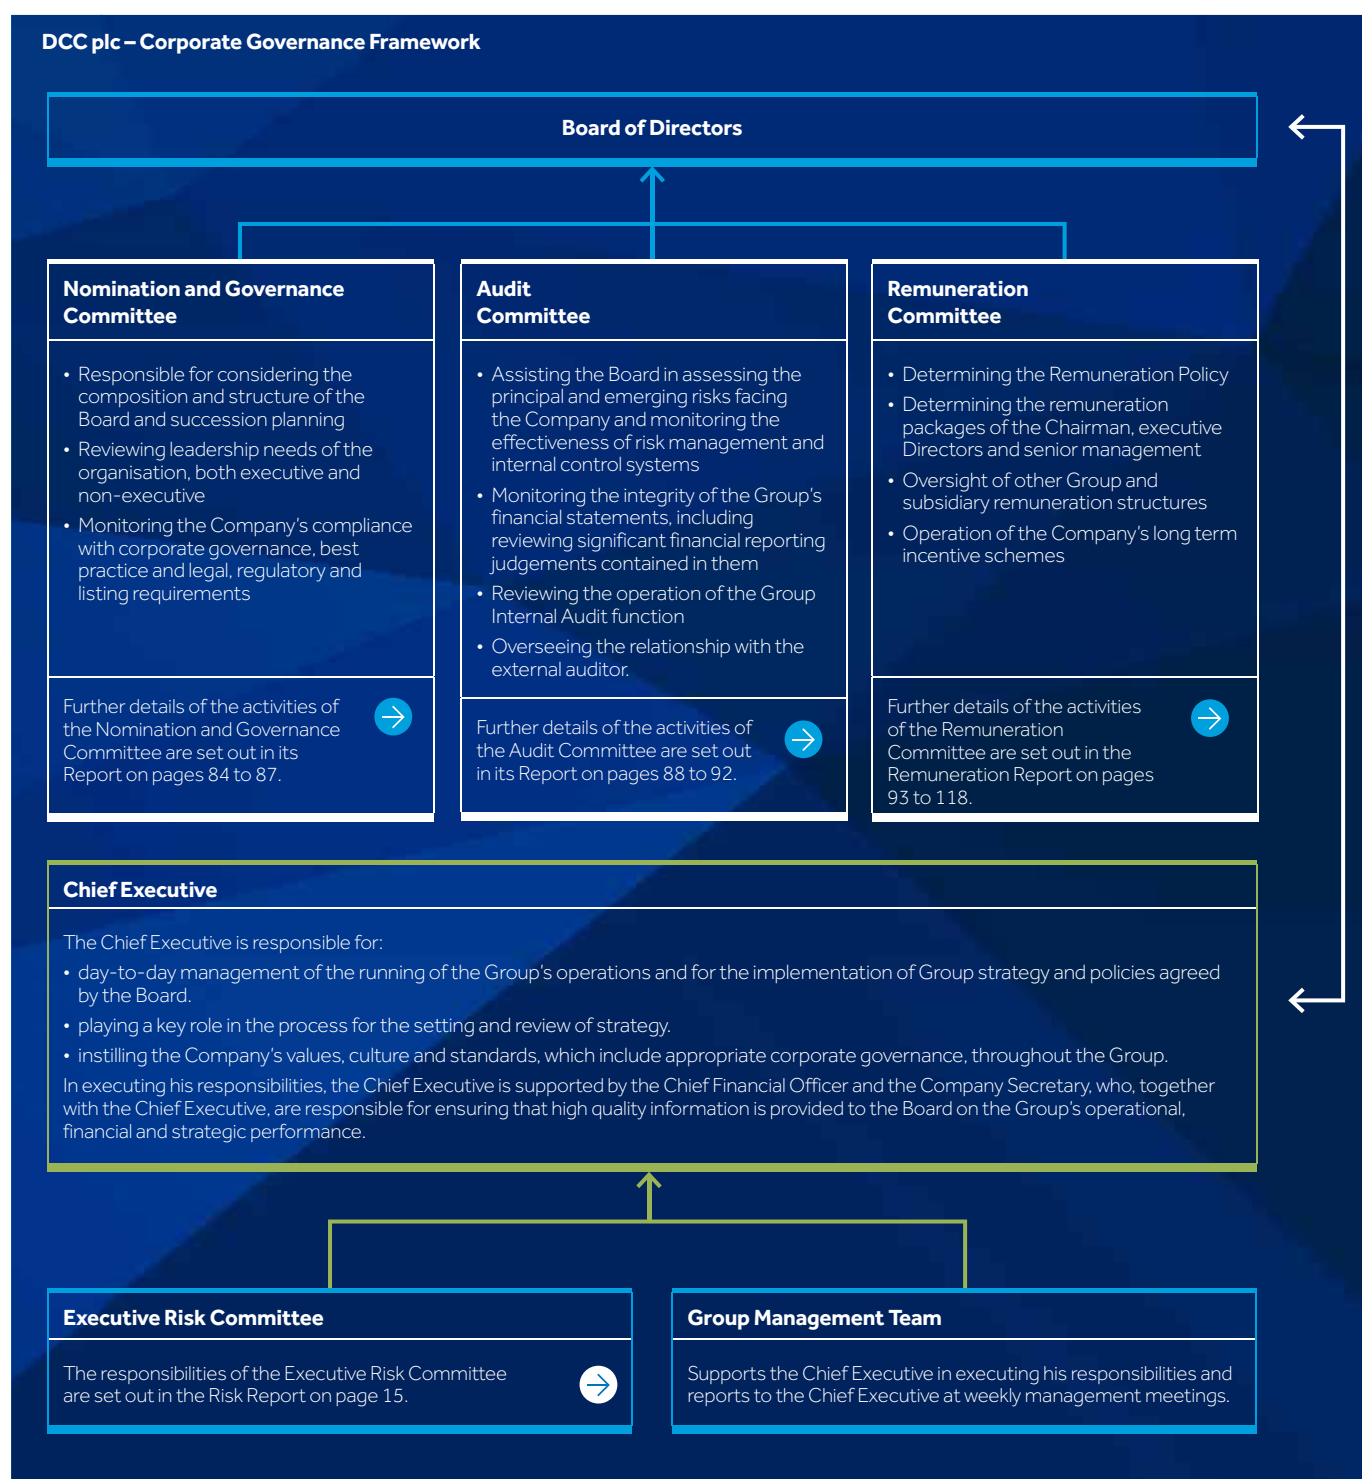 DCC plc – Corporate Governance Framework
Board of Directors
Nomination and Governance
Committee
• Responsible for considering the
composition and structure of the
Board and succession planning
• Reviewing leadership needs of the
organisation, both executive and
non-executive
• Monitoring the Company's compliance
with corporate governance, best
practice and legal, regulatory and
listing requirements
Further details of the activities of
the Nomination and Governance
Committee are set out in its
Report on pages 84 to 87.
Audit
Committee
• Assisting the Board in assessing the
principal and emerging risks facing
the Company and monitoring the
effectiveness of risk management and
internal control systems
• Monitoring the integrity of the Group's
financial statements, including
reviewing significant financial reporting
judgements contained in them
• Reviewing the operation of the Group
Internal Audit function
• Overseeing the relationship with the
external auditor.
Further details of the activities of
the Audit Committee are set out
in its Report on pages 88 to 92.
Remuneration
Committee
• Determining the Remuneration Policy
• Determining the remuneration
packages of the Chairman, executive
Directors and senior management
• Oversight of other Group and
subsidiary remuneration structures
• Operation of the Company's long term
incentive schemes
Further details of the activities
of the Remuneration
Committee are set out in the
Remuneration Report on pages
93 to 118.
Chief Executive
The Chief Executive is responsible for:
• day-to-day management of the running of the Group's operations and for the implementation of Group strategy and policies agreed
by the Board.
• playing a key role in the process for the setting and review of strategy.
• instilling the Company's values, culture and standards, which include appropriate corporate governance, throughout the Group.
In executing his responsibilities, the Chief Executive is supported by the Chief Financial Officer and the Company Secretary, who, together
with the Chief Executive, are responsible for ensuring that high quality information is provided to the Board on the Group's operational,
financial and strategic performance.
Executive Risk Committee
The responsibilities of the Executive Risk Committee
are set out in the Risk Report on page 15.
Group Management Team
Supports the Chief Executive in executing his responsibilities and
reports to the Chief Executive at weekly management meetings.